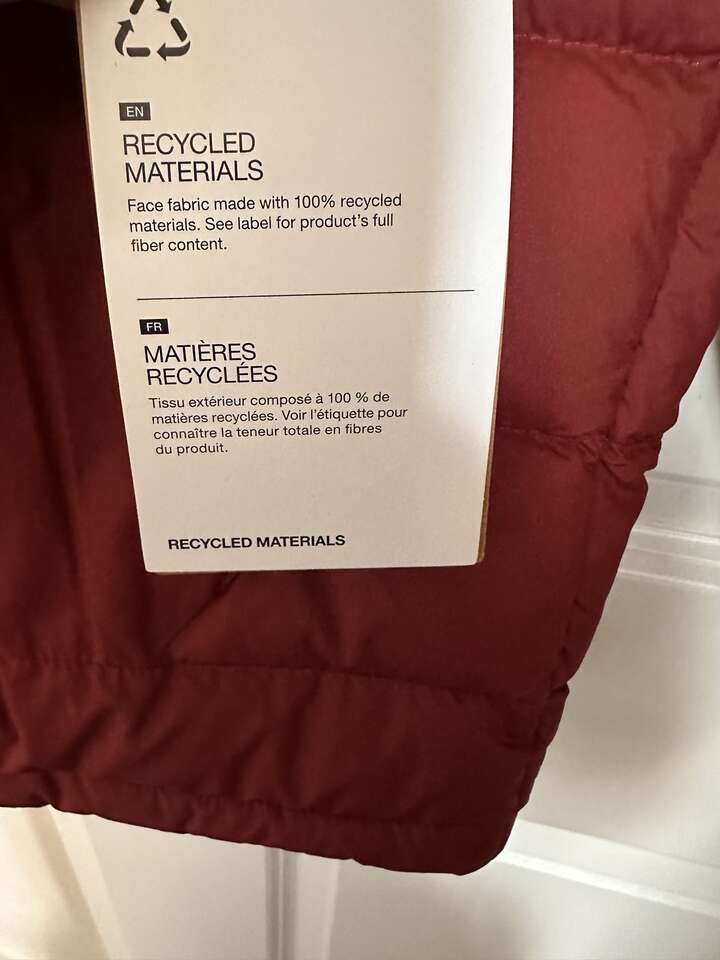 EN
RECYCLED
MATERIALS
Face fabric made with 100% recycled
materials. See label for product's full
fiber content.
FR
MATIÈRES
RECYCLÉES
Tissu extérieur composé à 100 % de
matières recyclées. Voir l'étiquette pour
connaître la teneur totale en fibres
du produit.
RECYCLED MATERIALS